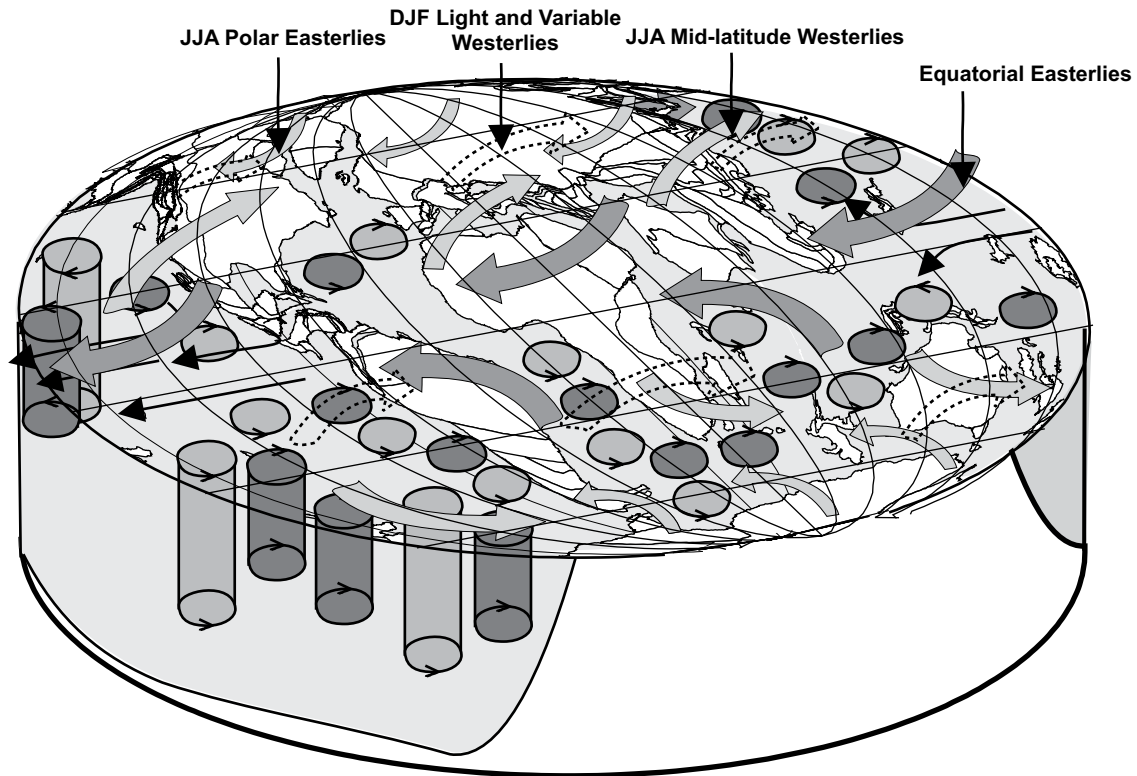 JJA Polar Easterlies
DJF Light and Variable
Westerlies
JJA Mid-latitude Westerlies
Equatorial Easterlies